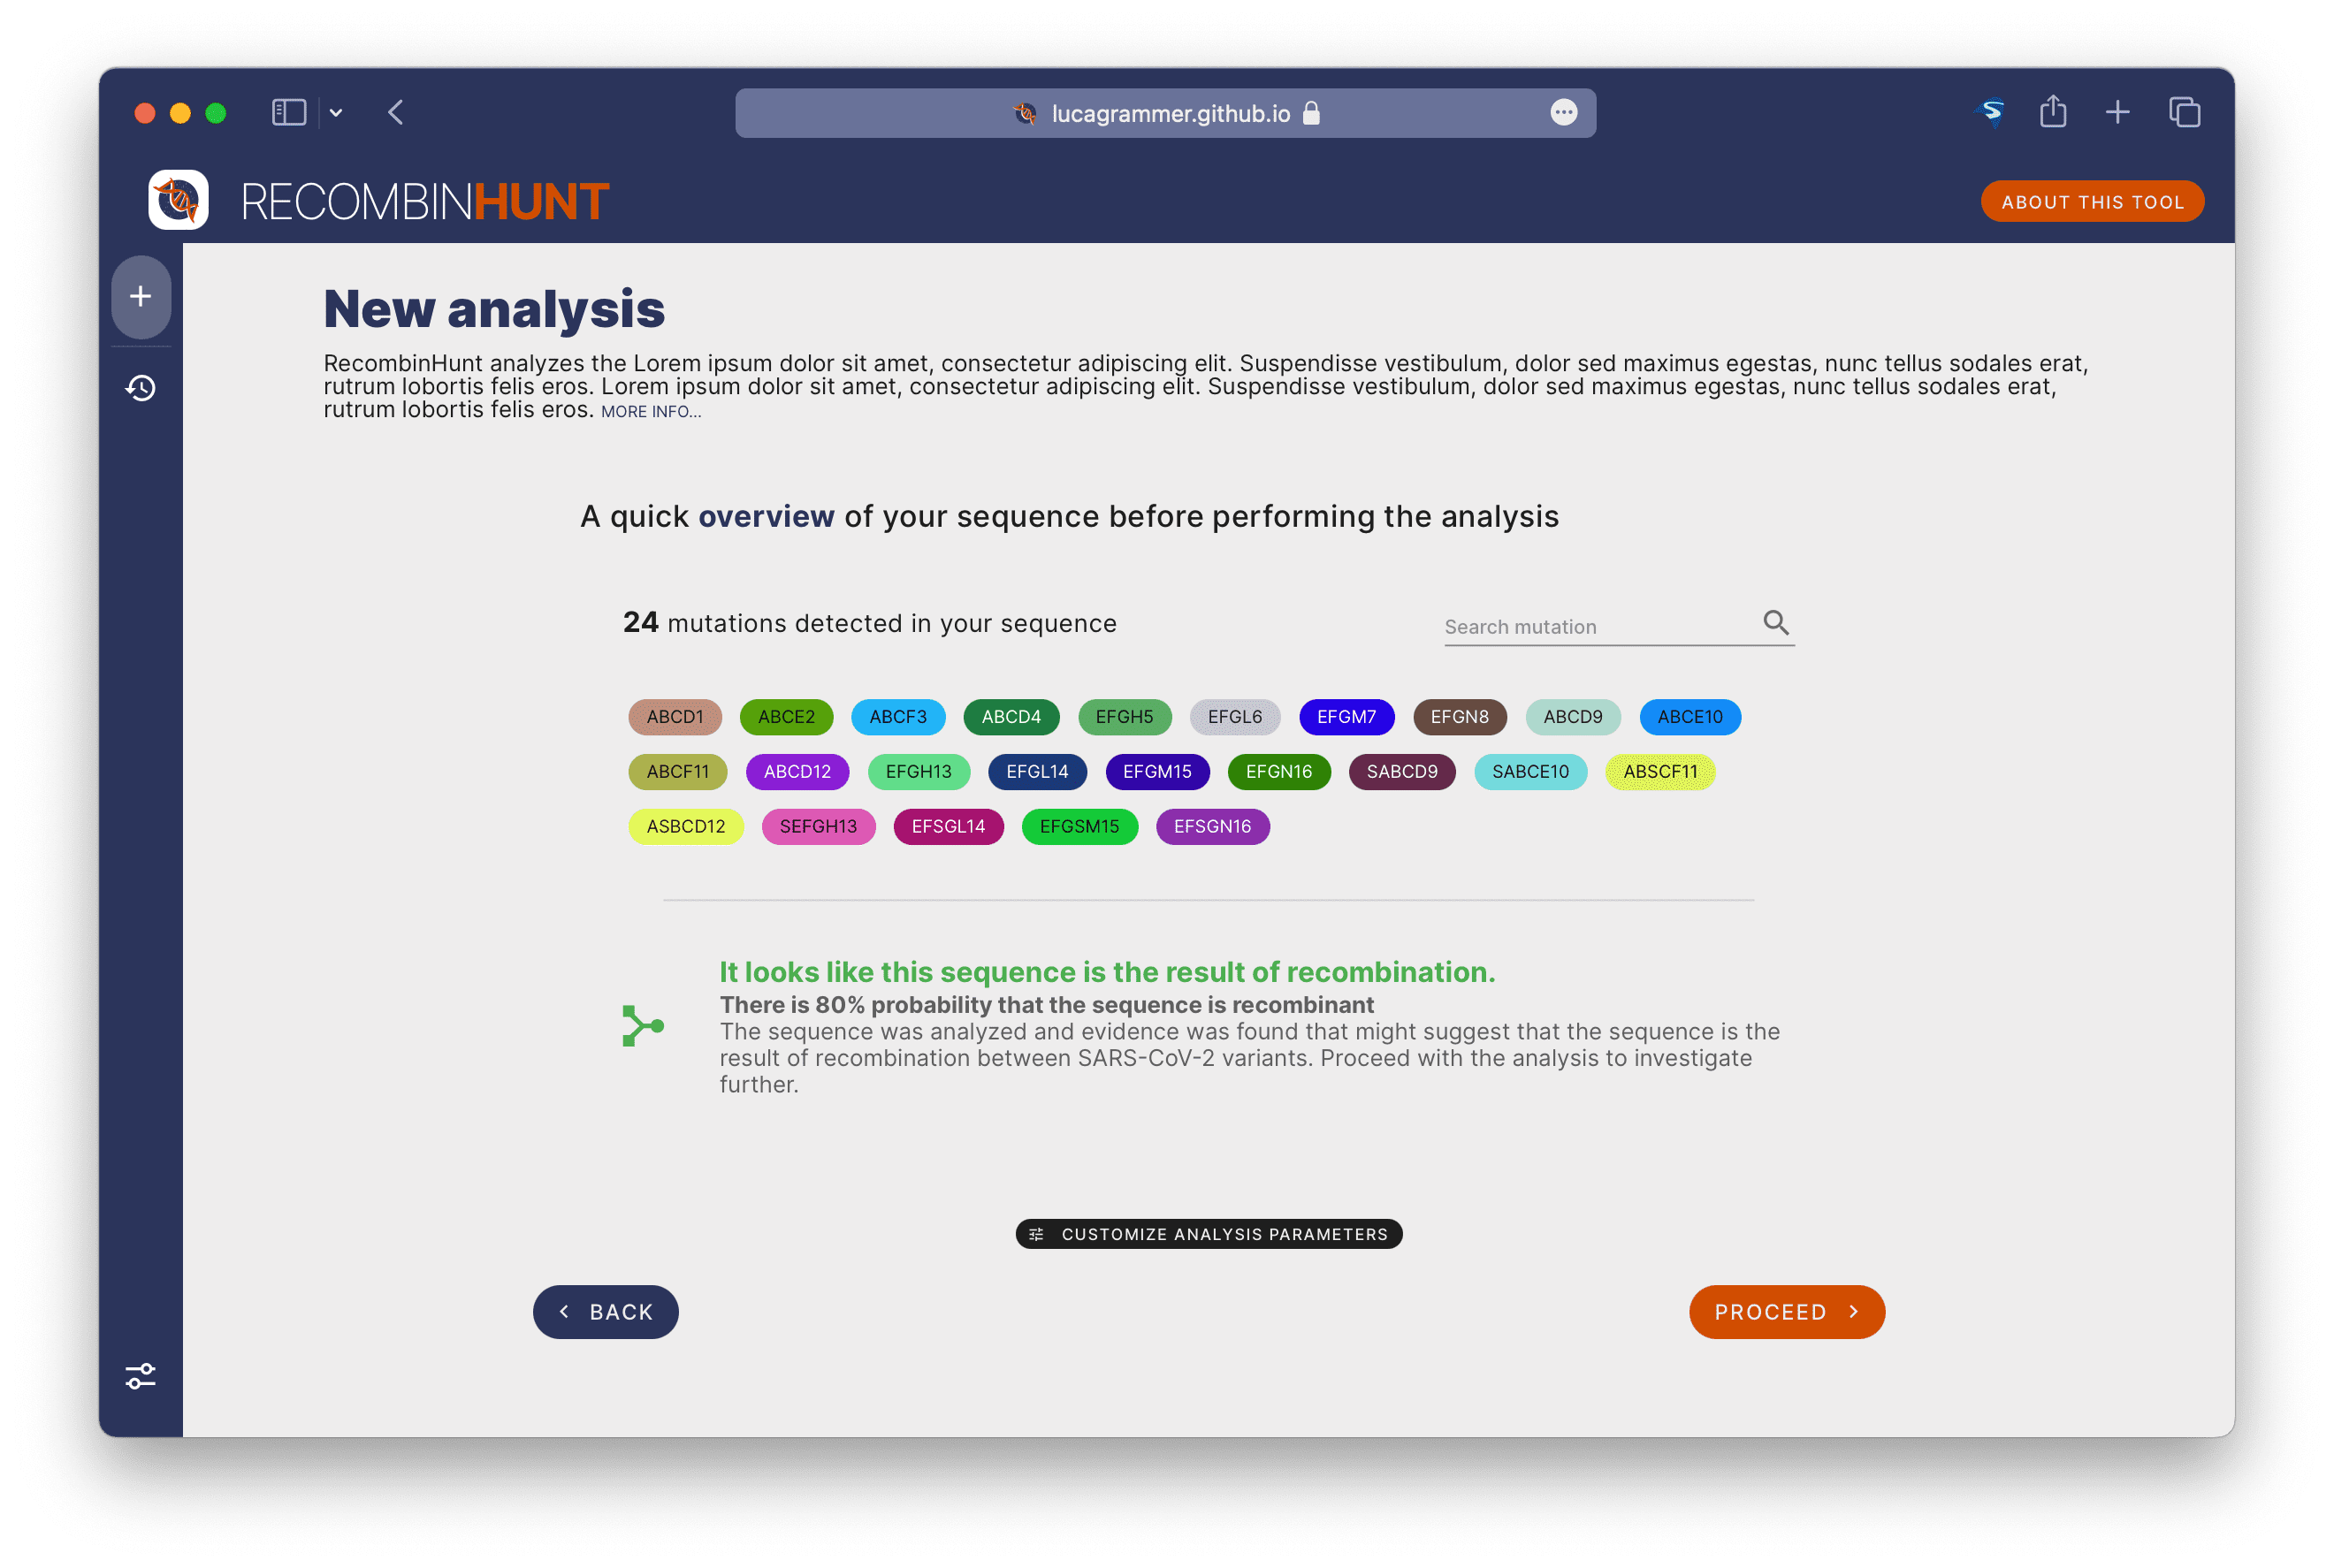 lucagrammer.github.io
RECOMBINHUNT
ABOUT THIS TOOL
New analysis
RecombinHunt analyzes the Lorem ipsum dolor sit amet, consectetur adipiscing elit. Suspendisse vestibulum, dolor sed maximus egestas, nunc tellus sodales erat,
rutrum lobortis felis eros. Lorem ipsum dolor sit amet, consectetur adipiscing elit. Suspendisse vestibulum, dolor sed maximus egestas, nunc tellus sodales erat,
rutrum lobortis felis eros. MORE INFO...
A quick overview of your sequence before performing the analysis
24 mutations detected in your sequence
Search mutation
ABCD1 ABCE2 ABCF3 ABCD4 EFGH5 EFGL6 EFGM7 EFGN8 ABCD9 ABCE10
ABCF11 ABCD12 EFGH13 EFGL14 EFGM15 EFGN16 SABCD9 SABCE10 ABSCF11
ASBCD12 SEFGH13 EFSGL14 EFGSM15 EFSGN16
It looks like this sequence is the result of recombination.
There is 80% probability that the sequence is recombinant
The sequence was analyzed and evidence was found that might suggest that the sequence is the
result of recombination between SARS-CoV-2 variants. Proceed with the analysis to investigate
further.
CUSTOMIZE ANALYSIS PARAMETERS
BACK
PROCEED